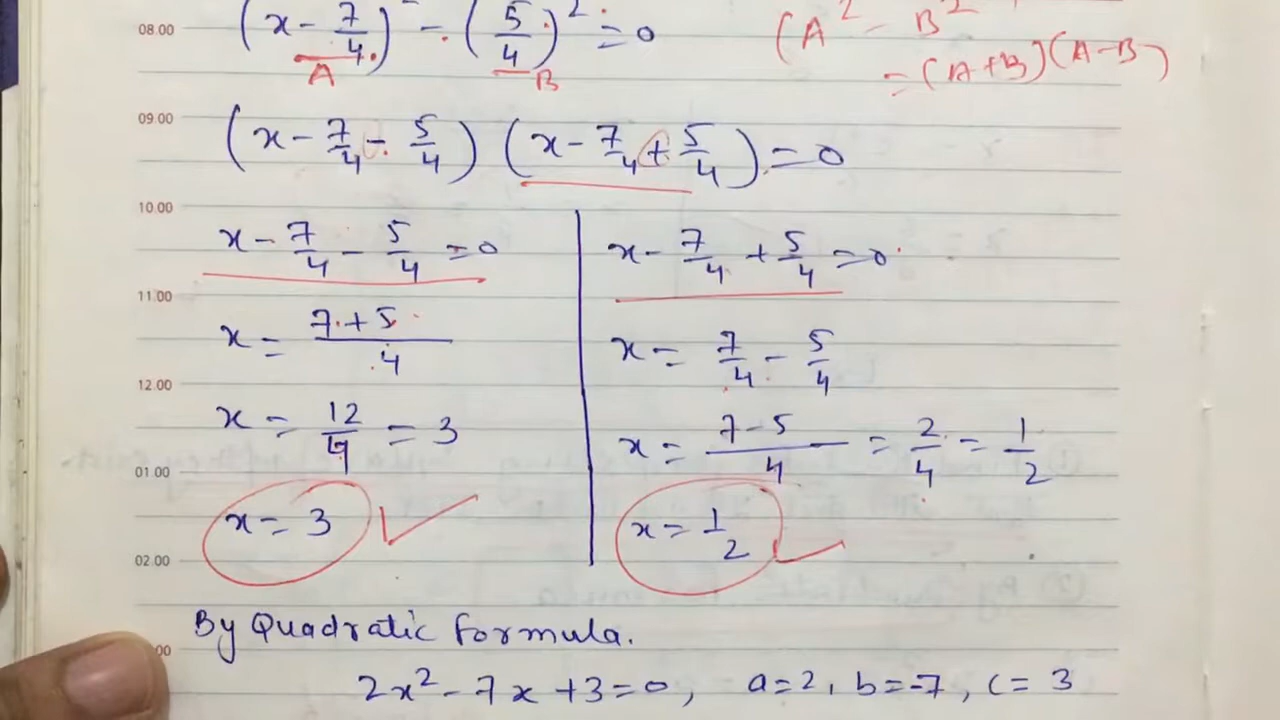 08.00 (x - 7/4)² - (5/4)² = 0 (A² - B²
A B = (A+B)(A-B)
09.00 (x - 7/4 - 5/4) (x - 7/4 + 5/4) = 0
10.00
x - 7/4 - 5/4 = 0 x - 7/4 + 5/4 = 0
11.00
x = 7+5/4 x = 7/4 - 5/4
12.00
x = 12/4 = 3 x = 7-5/4 = 2/4 = 1/2
01.00
x = 3 x = 1/2
02.00
By Quadratic Formula.
00
2x² - 7x + 3 = 0, a=2, b=-7, c= 3